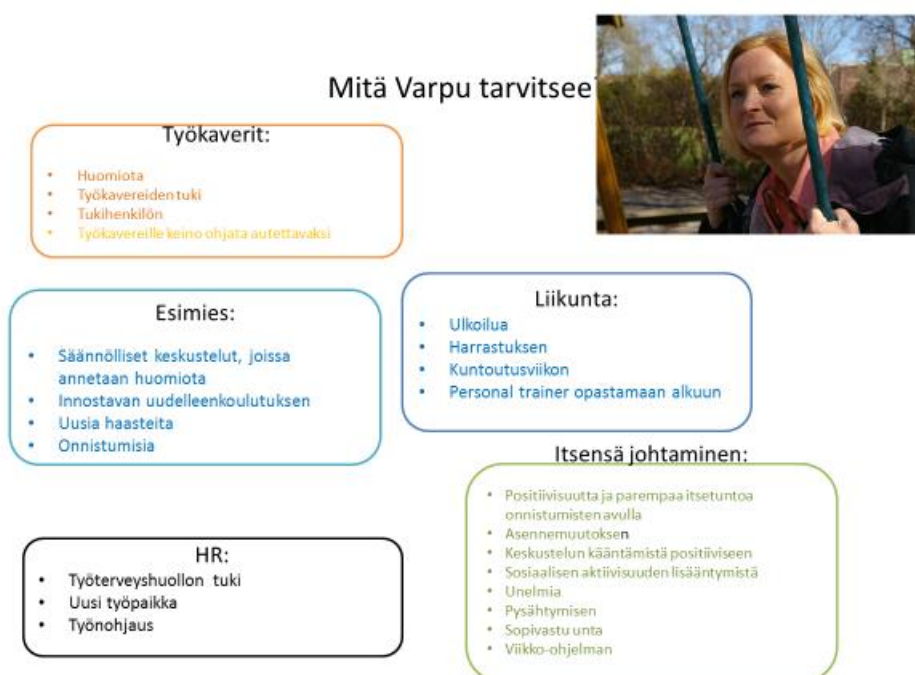 Mitä Varpu tarvitsee
Työkaverit:
• Huomiota
• Työkavereiden tuki
• Tukihenkilön
• Työkavereille keino ohjata autettavaksi
Esimies:
• Säännölliset keskustelut, joissa
annetaan huomiota
• Innostavan uudelleenkoulutuksen
• Uusia haasteita
• Onnistumisia
Liikunta:
• Ulkoilua
• Harrastuksen
• Kuntoutusviikon
• Personal trainer opastamaan alkuun
Itsensä johtaminen:
• Positiivisuutta ja parempaa itsetuntoa
onnistumisten avulla
• Asennemuutoksen
• Keskustelun kääntämistä positiiviseen
• Sosiaalisen aktiivisuuden lisääntymistä
• Unelmia
• Pysähtymisen
• Sopivastu unta
• Viikko-ohjelman
HR:
• Työterveyshuollon tuki
• Uusi työpaikka
• Työnohjaus